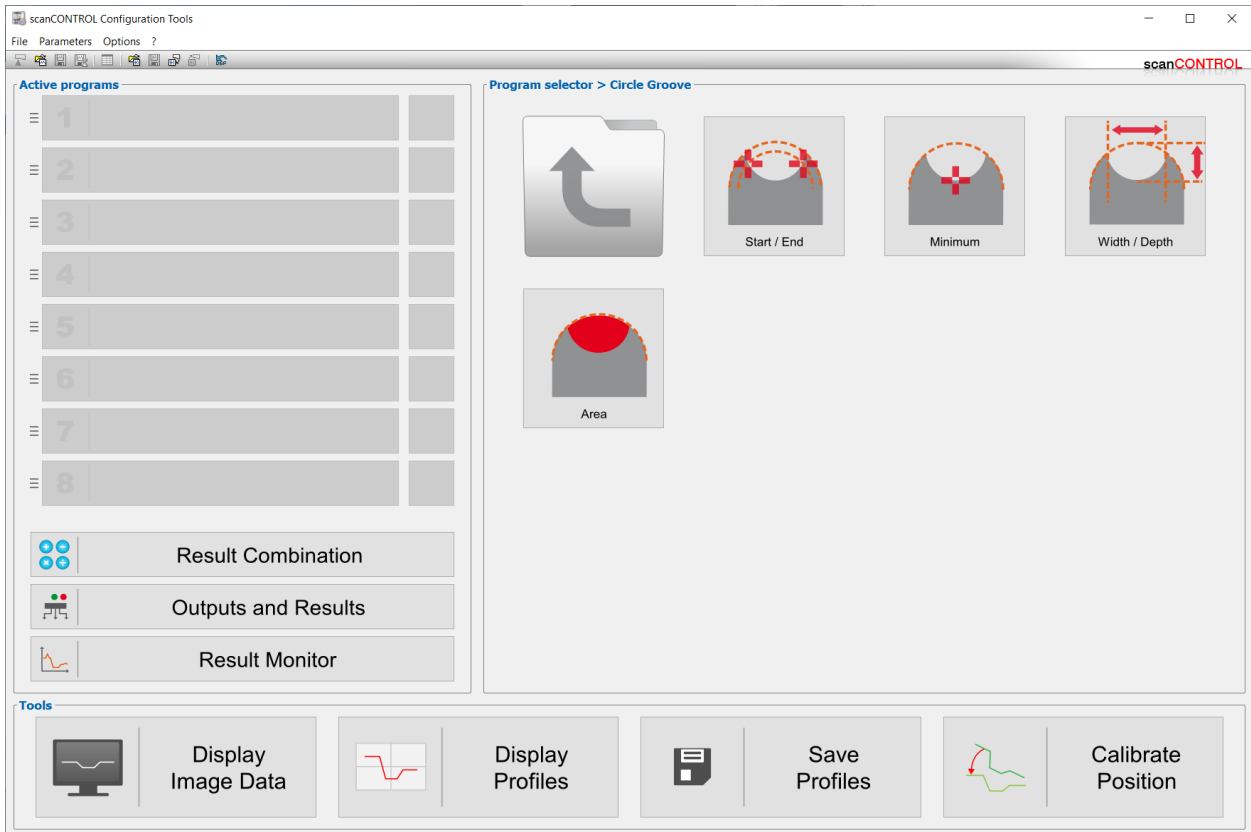 scanCONTROL Configuration Tools
File Parameters Options ?
scanCONTROL
Active programs
1
2
3
4
5
6
7
8
Result Combination
Outputs and Results
Result Monitor
Program selector > Circle Groove
Start / End
Minimum
Width / Depth
Area
Tools
Display
Image Data
Display
Profiles
Save
Profiles
Calibrate
Position